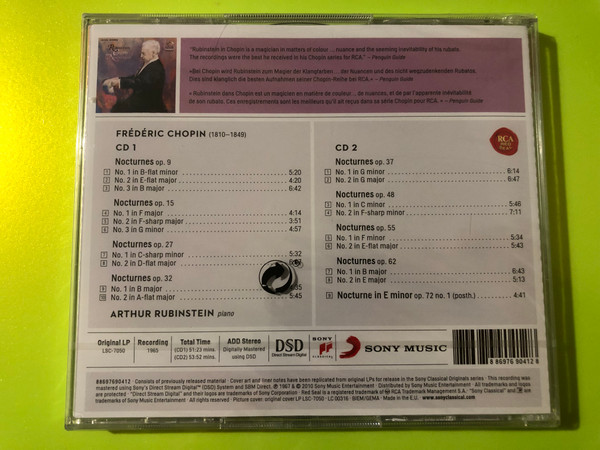 "Rubinstein in Chopin is a magician in matters of colour ... nuance and the seeming inevitability of his rubato.
The recordings were the best he received in his Chopin series for RCA." – Penguin Guide
»Bei Chopin wird Rubinstein zum Magier der Klangfarben ... der Nuancen und des nicht wegzudenkenden Rubatos.
Dies sind klanglich die besten Aufnahmen seiner Chopin-Reihe bei RCA.« – Penguin Guide
« Rubinstein dans Chopin est un magicien en matière de couleur ... de nuances, et de par l'apparente inévitabilité
de son rubato. Ces enregistrements sont les meilleurs qu'il ait reçus dans sa série Chopin pour RCA. » – Penguin Guide
FRÉDÉRIC CHOPIN (1810–1849)
CD 1
Nocturnes op. 9
1 No. 1 in B-flat minor 5:20
2 No. 2 in E-flat major 4:20
3 No. 3 in B major 6:42
Nocturnes op. 15
4 No. 1 in F major 4:14
5 No. 2 in F-sharp major 3:51
6 No. 3 in G minor 4:57
Nocturnes op. 27
7 No. 1 in C-sharp minor 5:32
8 No. 2 in D-flat major
Nocturnes op. 32
9 No. 1 in B major
10 No. 2 in A-flat major 5:45
ARTHUR RUBINSTEIN piano
CD 2
RCA
RED SEAL
Nocturnes op. 37
1 No. 1 in G minor 6:14
2 No. 2 in G major 6:47
Nocturnes op. 48
3 No. 1 in C minor 5:46
4 No. 2 in F-sharp minor 7:11
Nocturnes op. 55
5 No. 1 in F minor 5:34
6 No. 2 in E-flat major 5:43
Nocturnes op. 62
7 No. 1 in B major 6:43
8 No. 2 in E major 5:13
9 Nocturne in E minor op. 72 no. 1 (posth.) 4:41
Original LP
LSC-7050
Recording
1965
Total Time
(CD1) 51:23 mins.
(CD2) 53:52 mins.
ADD Stereo
Digitally Mastered
using DSD
DSD
Direct Stream Digital
SONY
CLASSICAL
SONY MUSIC
8 86976 90412 8
88697690412 · Consists of previously released material · Cover art and liner notes have been replicated from original LPs for release in the Sony Classical Originals series · This recording was
mastered using Sony's Direct Stream Digital™ (DSD) System and SBM Direct. ℗ 1967 & © 2010 Sony Music Entertainment · Distributed by Sony Music Entertainment · All trademarks and logos
are protected · "Direct Stream Digital" and their logos are trademarks of Sony Corporation · Red Seal is a registered trademark of RCA Trademark Management S.A. · "Sony Classical" and are
trademarks of Sony Music Entertainment · All rights reserved · Picture cover: original cover LP LSC-7050 · LC 00316 · BIEM/GEMA · Made in the E.U. www.sonyclassical.com